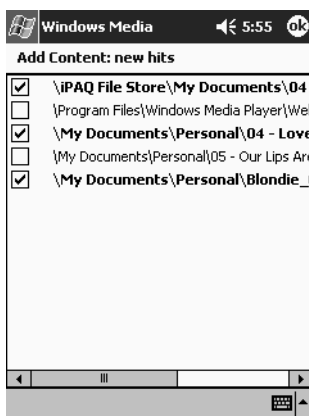 Windows Media 5:55 ok
Add Content: new hits
\iPAQ File Store\My Documents\04
\Program Files\Windows Media Player\We
\My Documents\Personal\04 - Love
\My Documents\Personal\05 - Our Lips Are
\My Documents\Personal\Blondie_